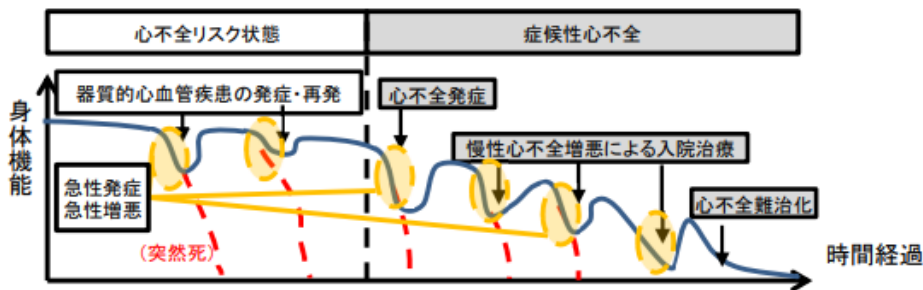 心不全リスク状態
症候性心不全
身体機能
器質的心血管疾患の発症・再発
心不全発症
慢性心不全増悪による入院治療
急性発症
急性増悪
心不全難治化
(突然死)
時間経過